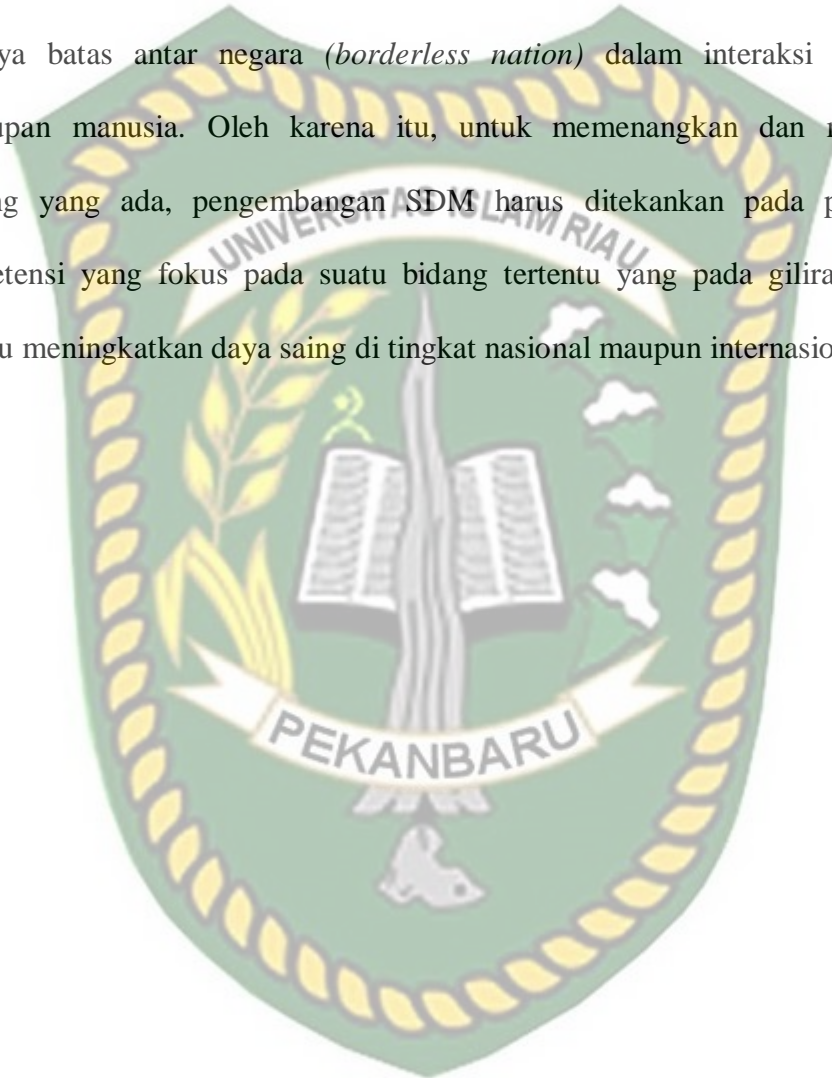 ya batas antar negara (borderless nation) dalam interaksi
upan manusia. Oleh karena itu, untuk memenangkan dan
ng yang ada, pengembangan SDM harus ditekankan pada p
etensi yang fokus pada suatu bidang tertentu yang pada gilira
u meningkatkan daya saing di tingkat nasional maupun internasio
UNIVERSITAS ISLAM RIAU
PEKANBARU